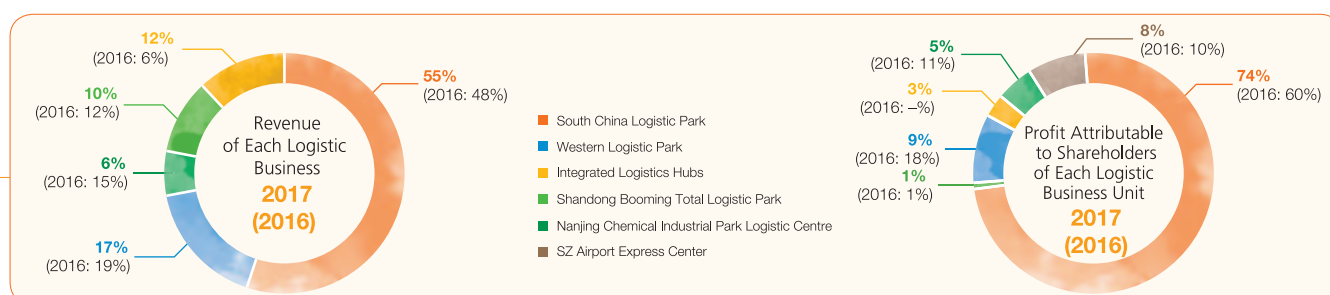 12%
(2016: 6%)
10%
(2016: 12%)
6%
(2016: 15%)
17%
(2016: 19%)
55%
(2016: 48%)
Revenue
of Each Logistic
Business
2017
(2016)
South China Logistic Park
Western Logistic Park
Integrated Logistics Hubs
Shandong Booming Total Logistic Park
Nanjing Chemical Industrial Park Logistic Centre
SZ Airport Express Center
8%
(2016: 10%)
5%
(2016: 11%)
3%
(2016: –%)
9%
(2016: 18%)
1%
(2016: 1%)
74%
(2016: 60%)
Profit Attributable
to Shareholders
of Each Logistic
Business Unit
2017
(2016)